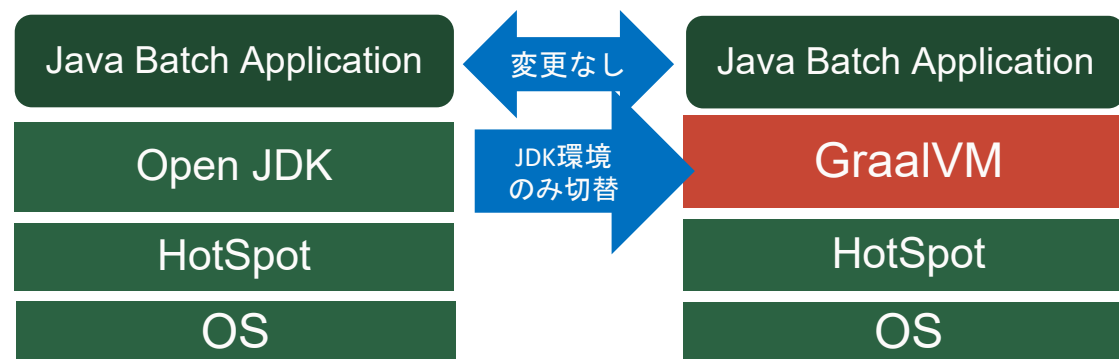 Java Batch Application
変更なし
Java Batch Application
Open JDK
JDK環境
のみ切替
GraalVM
HotSpot
HotSpot
OS
OS